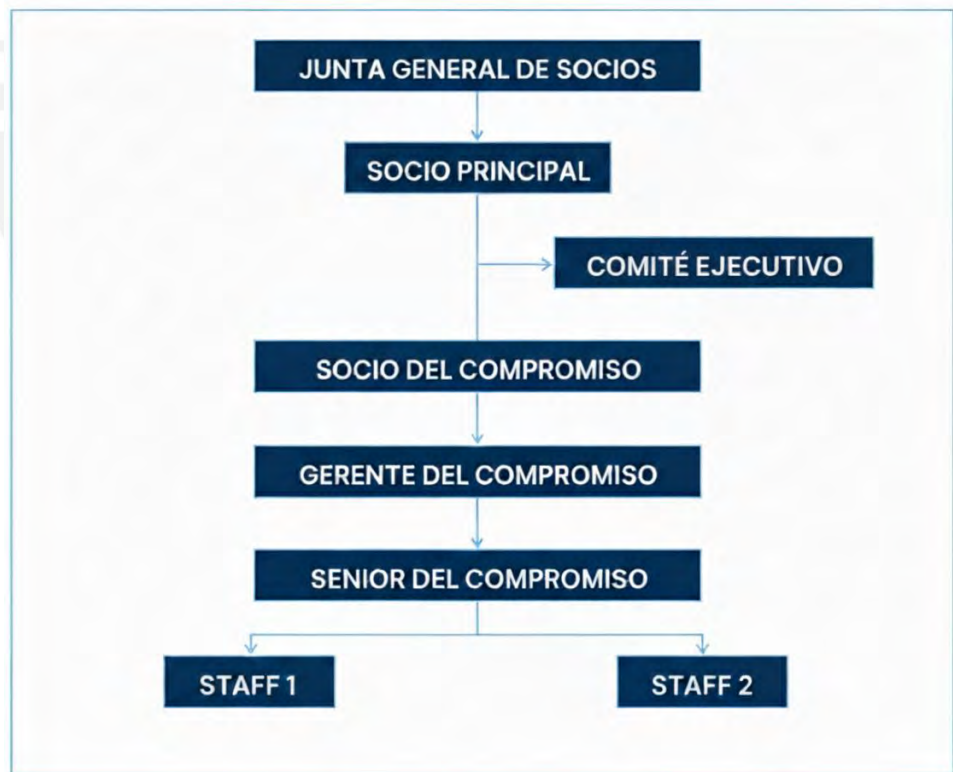 JUNTA GENERAL DE SOCIOS
SOCIO PRINCIPAL
COMITÉ EJECUTIVO
SOCIO DEL COMPROMISO
GERENTE DEL COMPROMISO
SENIOR DEL COMPROMISO
STAFF 1
STAFF 2